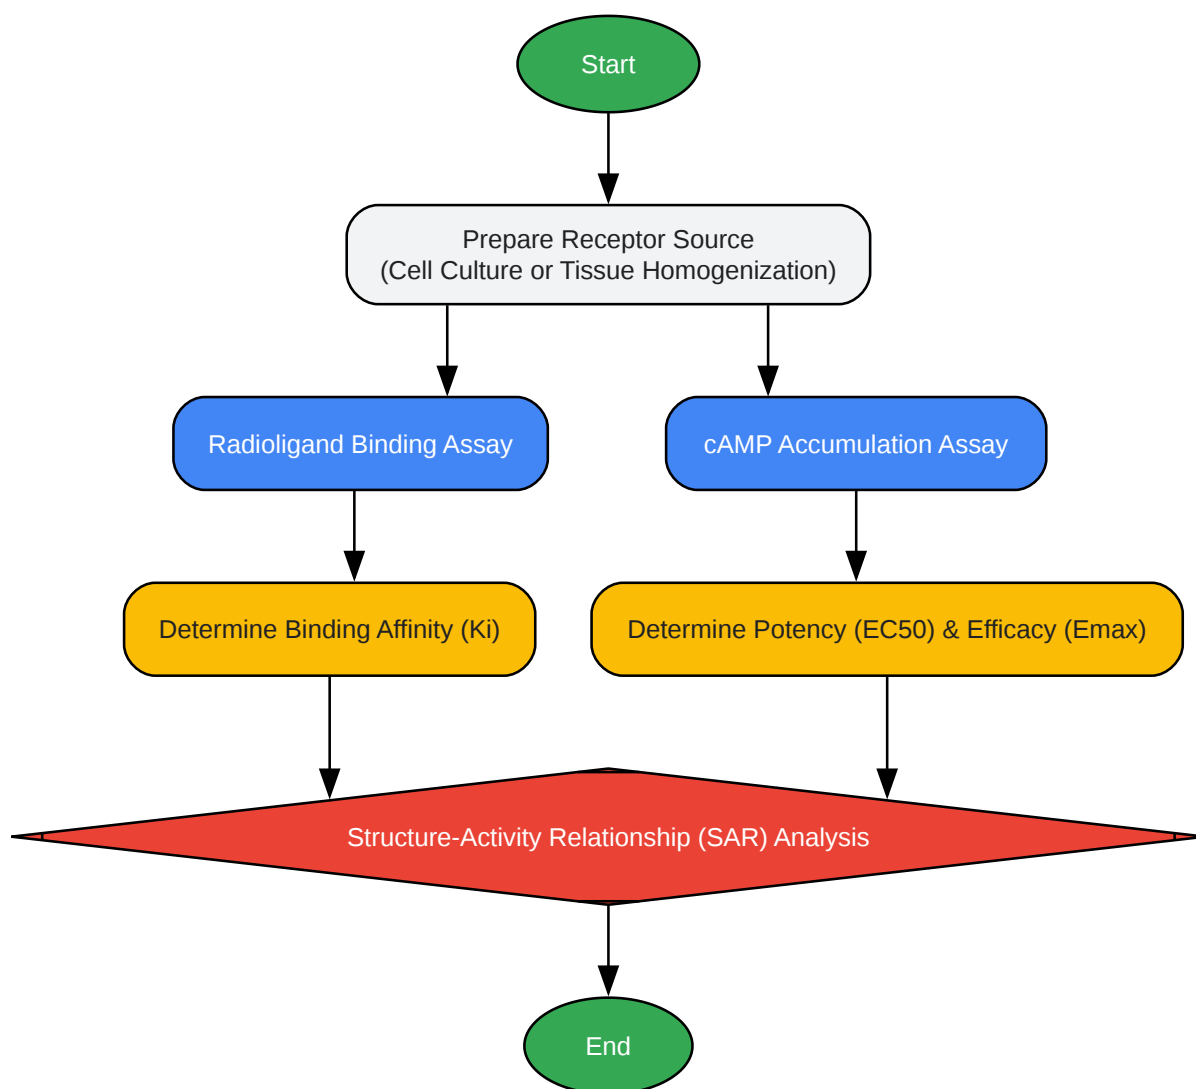 Start
Prepare Receptor Source
(Cell Culture or Tissue Homogenization)
Radioligand Binding Assay
cAMP Accumulation Assay
Determine Binding Affinity (Ki)
Determine Potency (EC50) & Efficacy (Emax)
Structure-Activity Relationship (SAR) Analysis
End